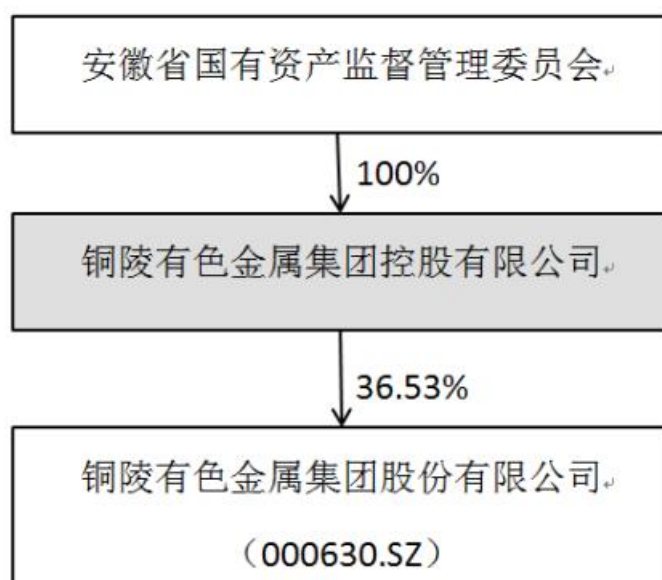 安徽省国有资产监督管理委员会
100%
铜陵有色金属集团控股有限公司
36.53%
铜陵有色金属集团股份有限公司
（000630.SZ）